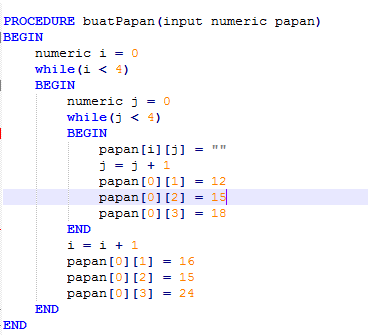 PROCEDURE buatPapan(input numeric papan)
BEGIN
    numeric i = 0
    while(i < 4)
    BEGIN
        numeric j = 0
        while(j < 4)
        BEGIN
            papan[i][j] = ""
            j = j + 1
            papan[0][1] = 12
            papan[0][2] = 15
            papan[0][3] = 18
        END
        i = i + 1
        papan[0][1] = 16
        papan[0][2] = 15
        papan[0][3] = 24
    END
END